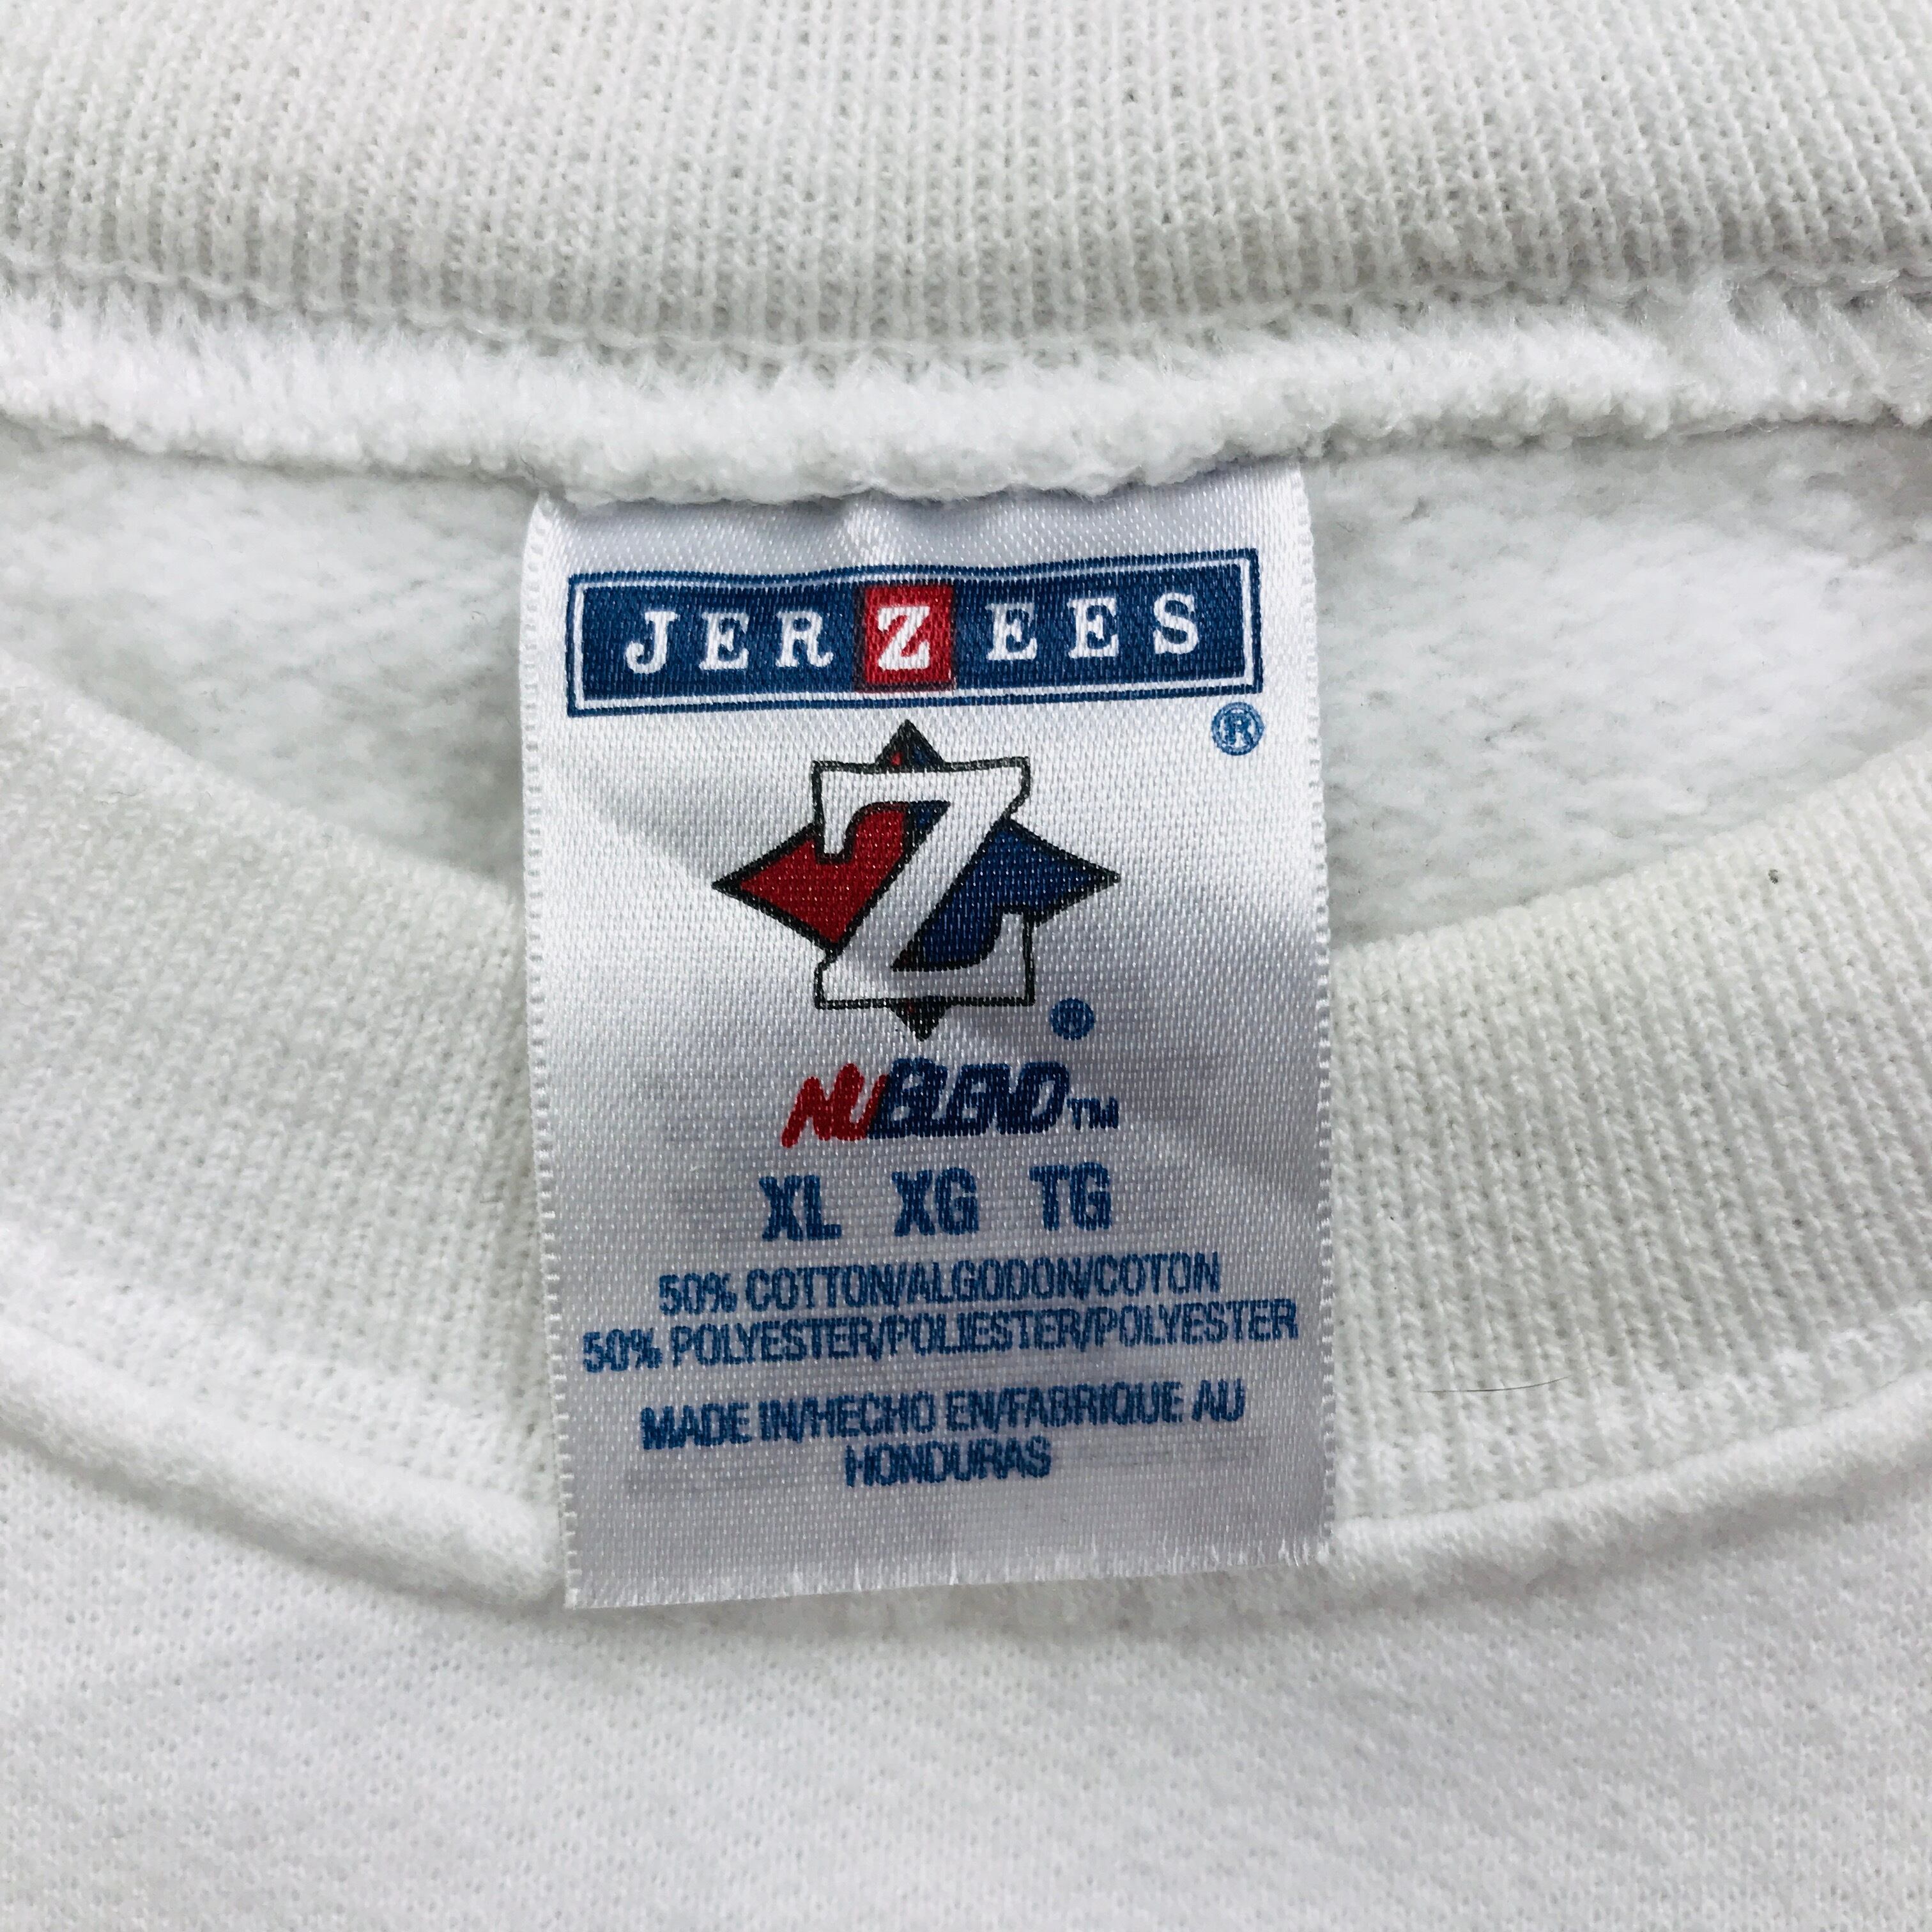 JERZEES
®
Z
®
NUBLEND™
XL XG TG
50% COTTON/ALGODON/COTON
50% POLYESTER/POLIESTER/POLYESTER
MADE IN/HECHO EN/FABRIQUE AU
HONDURAS